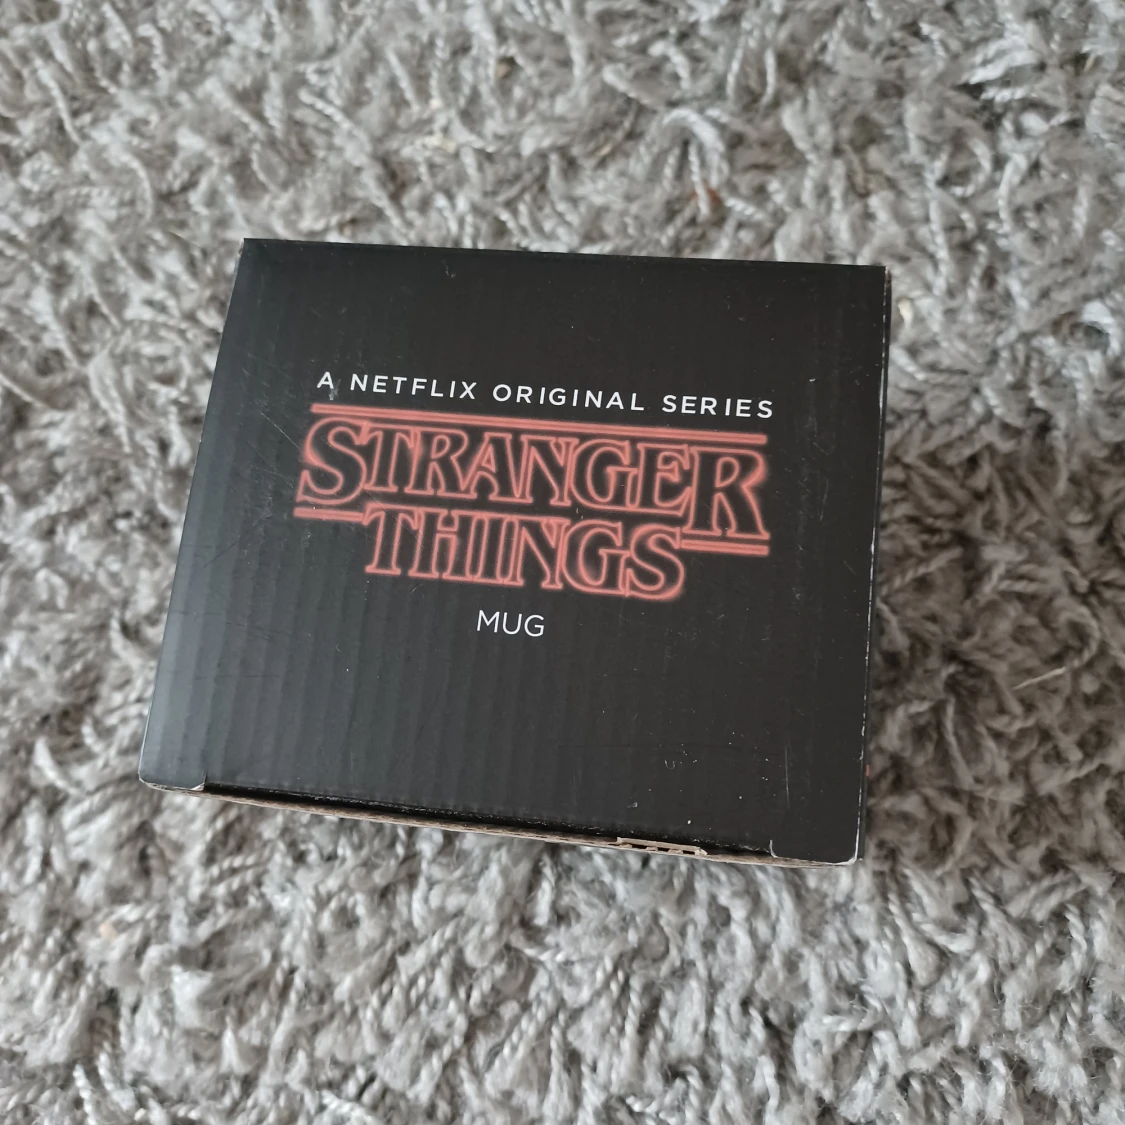 A NETFLIX ORIGINAL SERIES
STRANGER
THINGS
MUG